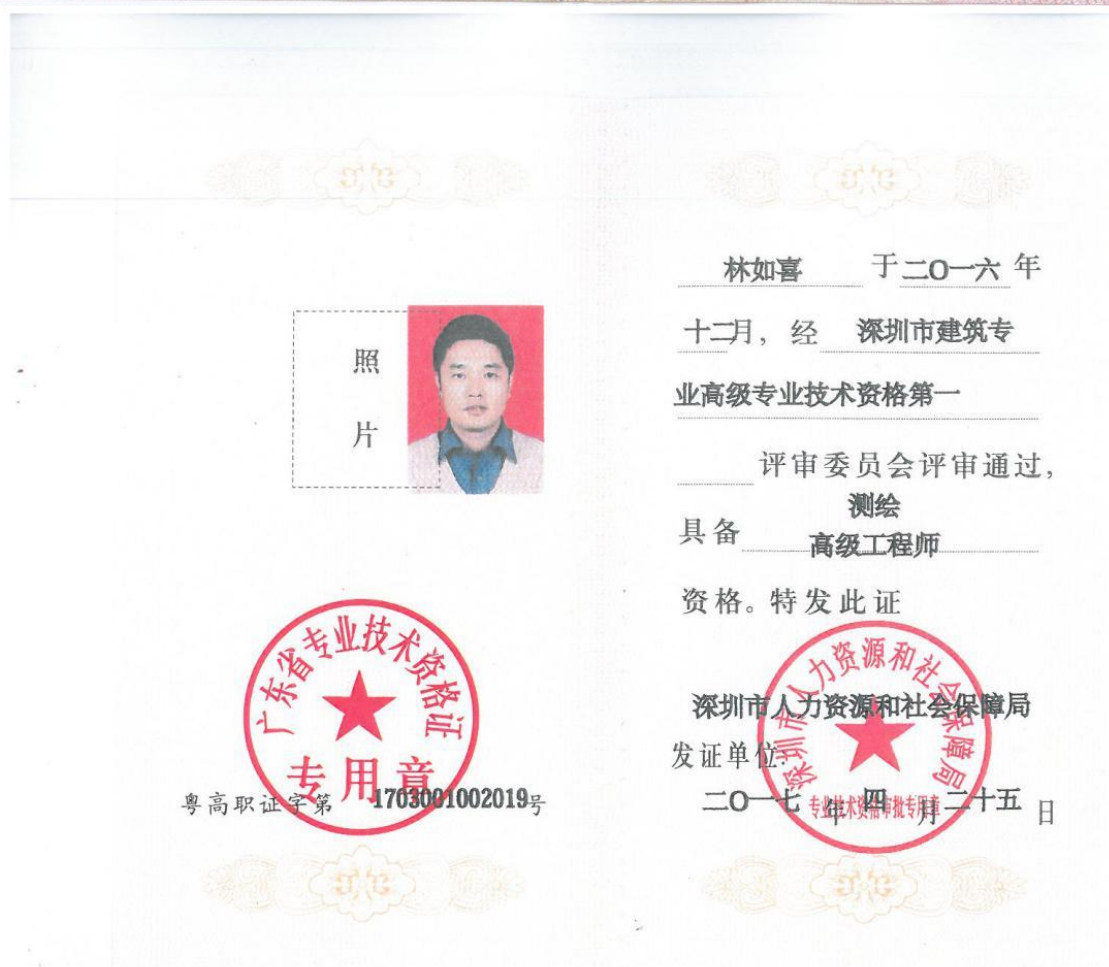 照
片
广东省专业技术资格证
专用章
粤高职证字第 1703001002019号
林如喜 于二O一六 年
十二月, 经 深圳市建筑专
业高级专业技术资格第一
评审委员会评审通过,
测绘
具备 高级工程师
资格。特发此证
深圳市人力资源和社会保障局
深圳市人力资源和社会保障局
发证单位:
专业技术资格审批专用章
二O一七 年 四 月 二十五 日